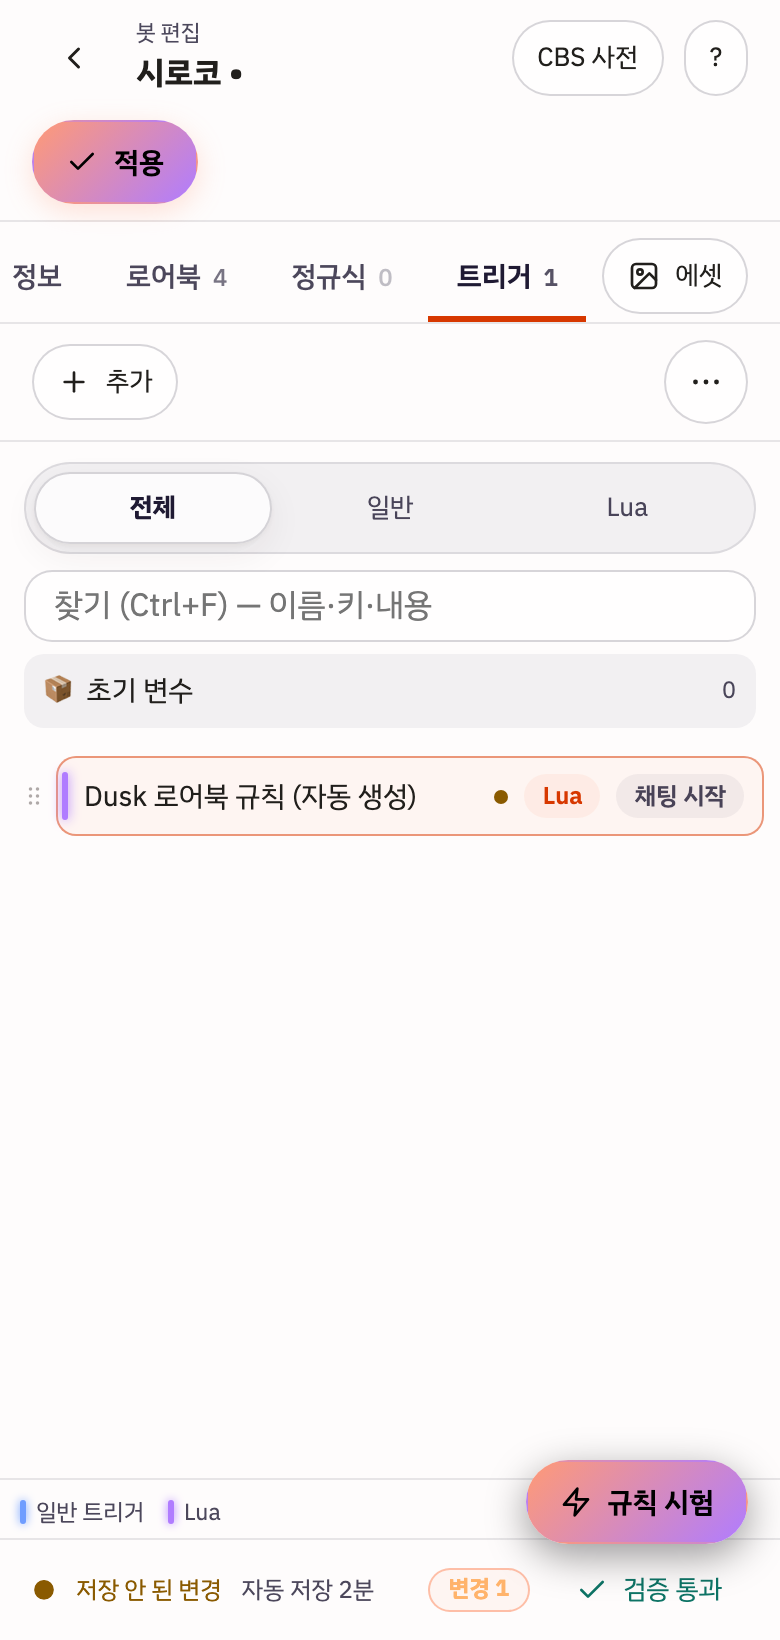 봇 편집
시로코 •
CBS 사전
?
적용
정보
로어북 4
정규식 0
트리거 1
에셋
추가
전체
일반
Lua
찾기 (Ctrl+F) — 이름·키·내용
초기 변수
0
Dusk 로어북 규칙 (자동 생성)
Lua
채팅 시작
일반 트리거
Lua
규칙 시험
저장 안 된 변경
자동 저장 2분
변경 1
검증 통과